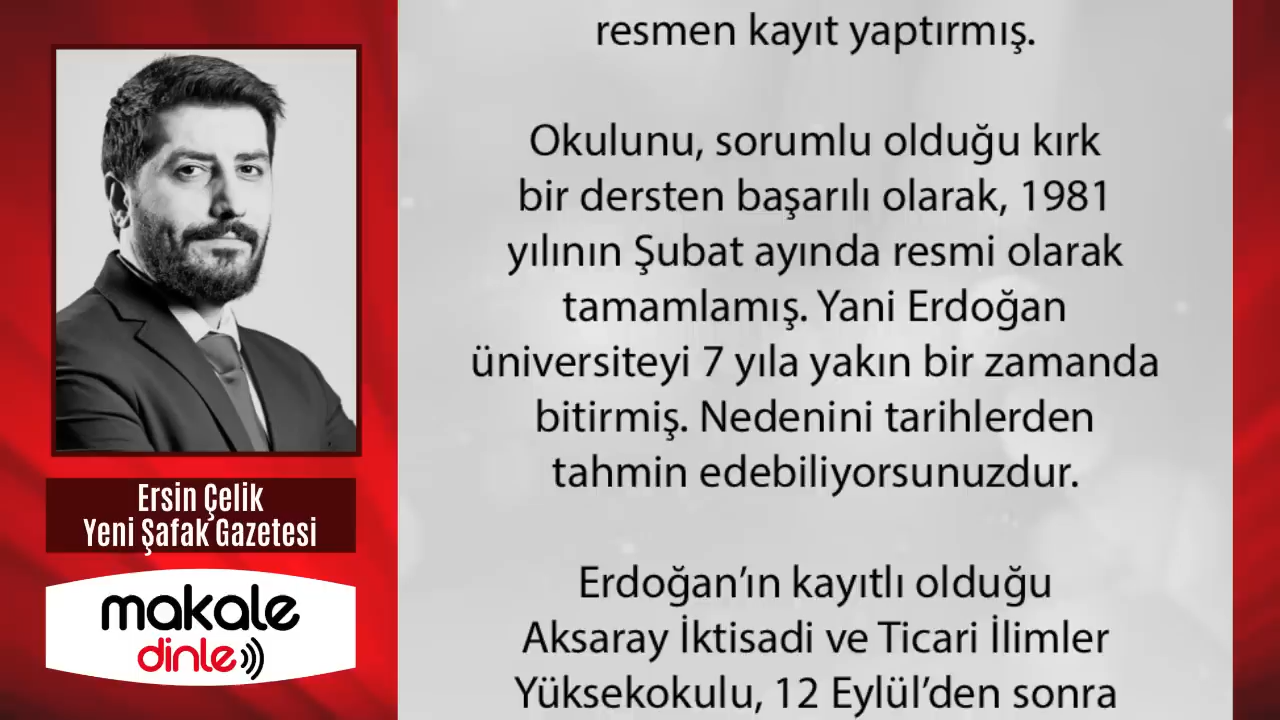 resmen kayıt yaptırmış.
Okulunu, sorumlu olduğu kırk
bir dersten başarılı olarak, 1981
yılının Şubat ayında resmi olarak
tamamlamış. Yani Erdoğan
üniversiteyi 7 yıla yakın bir zamanda
bitirmiş. Nedenini tarihlerden
tahmin edebiliyorsunuzdur.
Erdoğan’ın kayıtlı olduğu
Aksaray İktisadi ve Ticari İlimler
Yüksekokulu, 12 Eylül’den sonra
Ersin Çelik
Yeni Şafak Gazetesi
makale
dinle